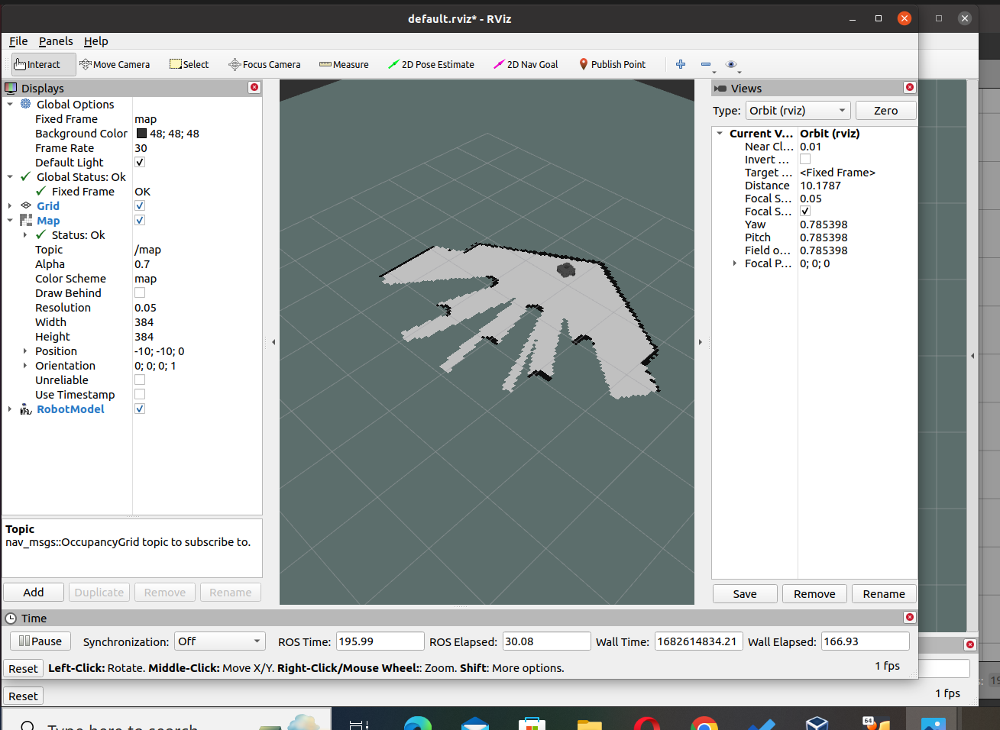 default.rviz* - RViz
File Panels Help
Interact Move Camera Select Focus Camera Measure 2D Pose Estimate 2D Nav Goal Publish Point
Displays
Global Options
Fixed Frame map
Background Color 48; 48; 48
Frame Rate 30
Default Light
Global Status: Ok
Fixed Frame OK
Grid
Map
Status: Ok
Topic /map
Alpha 0.7
Color Scheme map
Draw Behind
Resolution 0.05
Width 384
Height 384
Position -10; -10; 0
Orientation 0; 0; 0; 1
Unreliable
Use Timestamp
RobotModel
Topic
nav_msgs::OccupancyGrid topic to subscribe to.
Add Duplicate Remove Rename
Views
Type: Orbit (rviz) Zero
Current V... Orbit (rviz)
Near Cl... 0.01
Invert ...
Target ... <Fixed Frame>
Distance 10.1787
Focal S... 0.05
Focal S...
Yaw 0.785398
Pitch 0.785398
Field o... 0.785398
Focal P... 0; 0; 0
Save Remove Rename
Time
Pause Synchronization: Off ROS Time: 195.99 ROS Elapsed: 30.08 Wall Time: 1682614834.21 Wall Elapsed: 166.93
Reset Left-Click: Rotate. Middle-Click: Move X/Y. Right-Click/Mouse Wheel:: Zoom. Shift: More options. 1 fps
Reset 1 fps
Type here to search
64